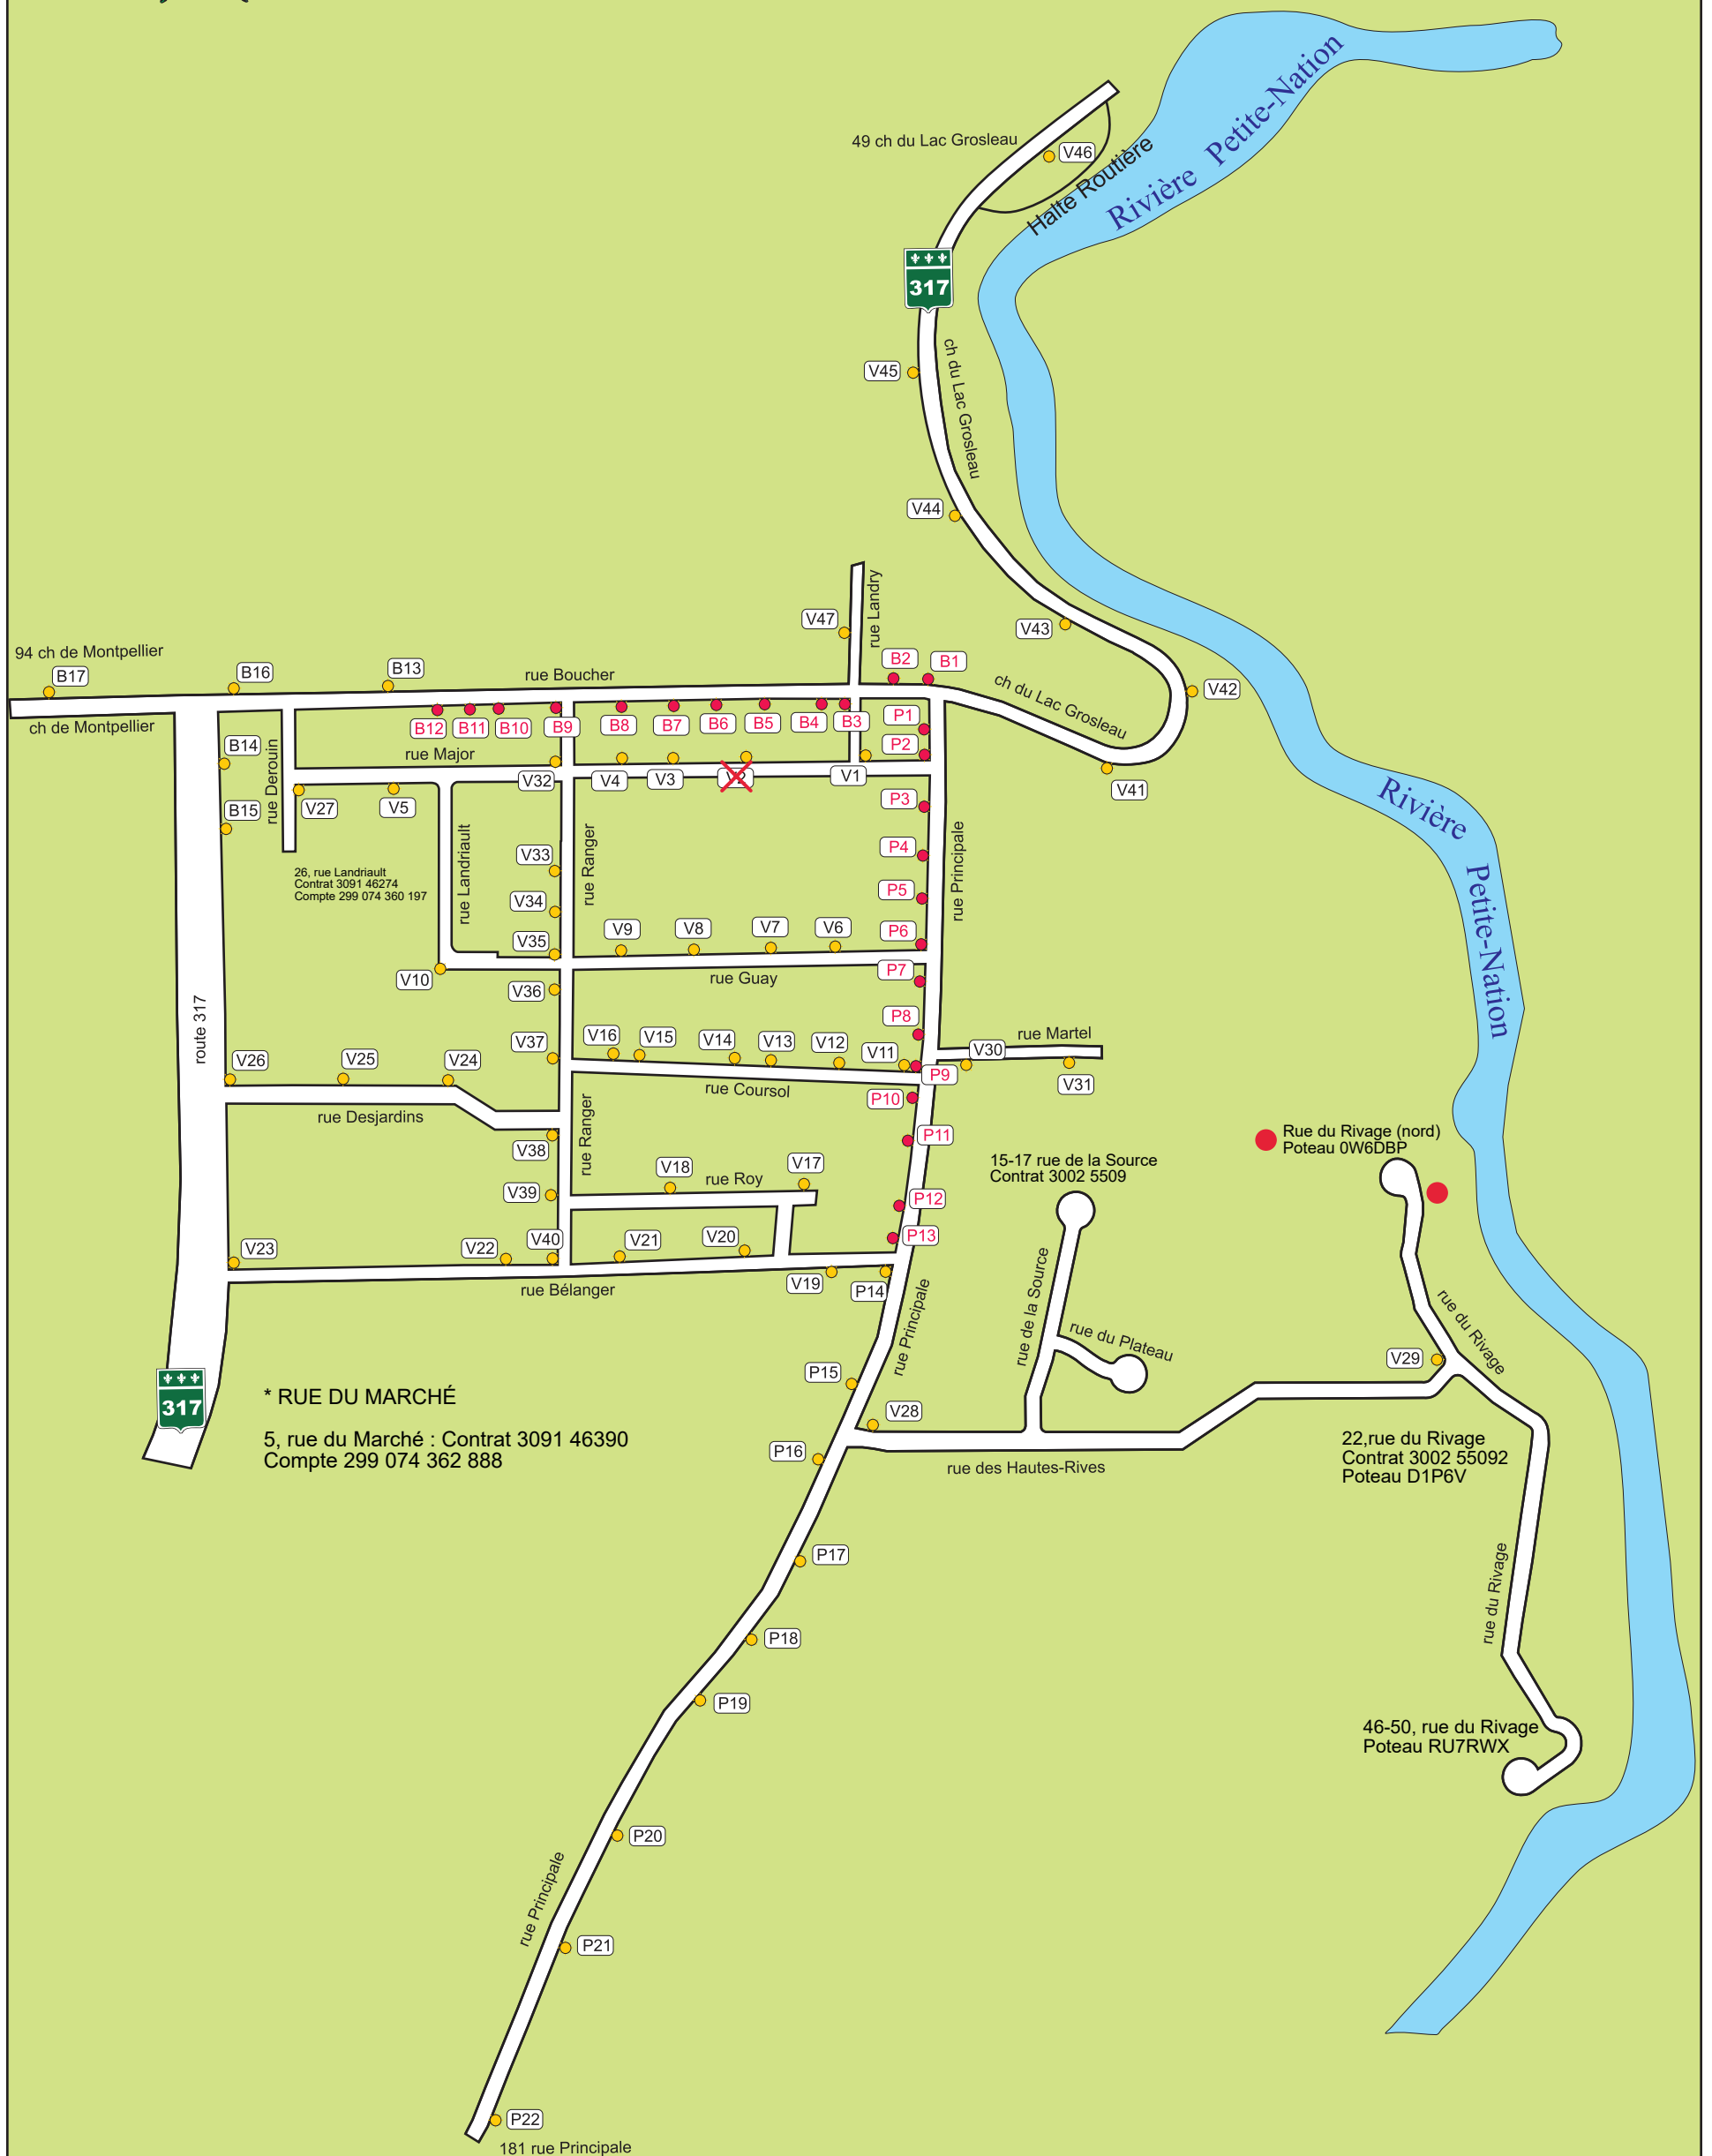 49 ch du Lac Grosleau
V46
Halte Routière
Rivière Petite-Nation
317
V45
ch du Lac Grosleau
V44
V43
V47
rue Landry
94 ch de Montpellier
B17
B16
B13
rue Boucher
B2
B1
V42
ch du Lac Grosleau
ch de Montpellier
B12
B11
B10
B9
B8
B7
B6
B5
B4
B3
P1
P2
B14
rue Derouin
rue Major
V32
V4
V3
V2
V1
V41
V27
V5
B15
P3
Rivière Petite-Nation
26, rue Landriault
Contrat 3091 46274
Compte 299 074 360 197
rue Landriault
V33
rue Ranger
P4
rue Principale
V34
P5
V35
V9
V8
V7
V6
P6
V10
rue Guay
P7
V36
route 317
P8
V37
V16
V15
V14
V13
V12
V11
rue Martel
V30
V31
V26
V25
V24
P9
rue Desjardins
rue Coursol
P10
V38
rue Ranger
P11
Rue du Rivage (nord)
Poteau 0W6DBP
15-17 rue de la Source
Contrat 3002 5509
V39
V18
rue Roy
V17
P12
V23
V22
V40
V21
V20
P13
V19
P14
rue Bélanger
rue Principale
rue de la Source
rue du Plateau
rue du Rivage
V29
P15
317
* RUE DU MARCHÉ
5, rue du Marché : Contrat 3091 46390
Compte 299 074 362 888
V28
P16
rue des Hautes-Rives
22,rue du Rivage
Contrat 3002 55092
Poteau D1P6V
P17
rue du Rivage
P18
P19
46-50, rue du Rivage
Poteau RU7RWX
P20
rue Principale
P21
P22
181 rue Principale